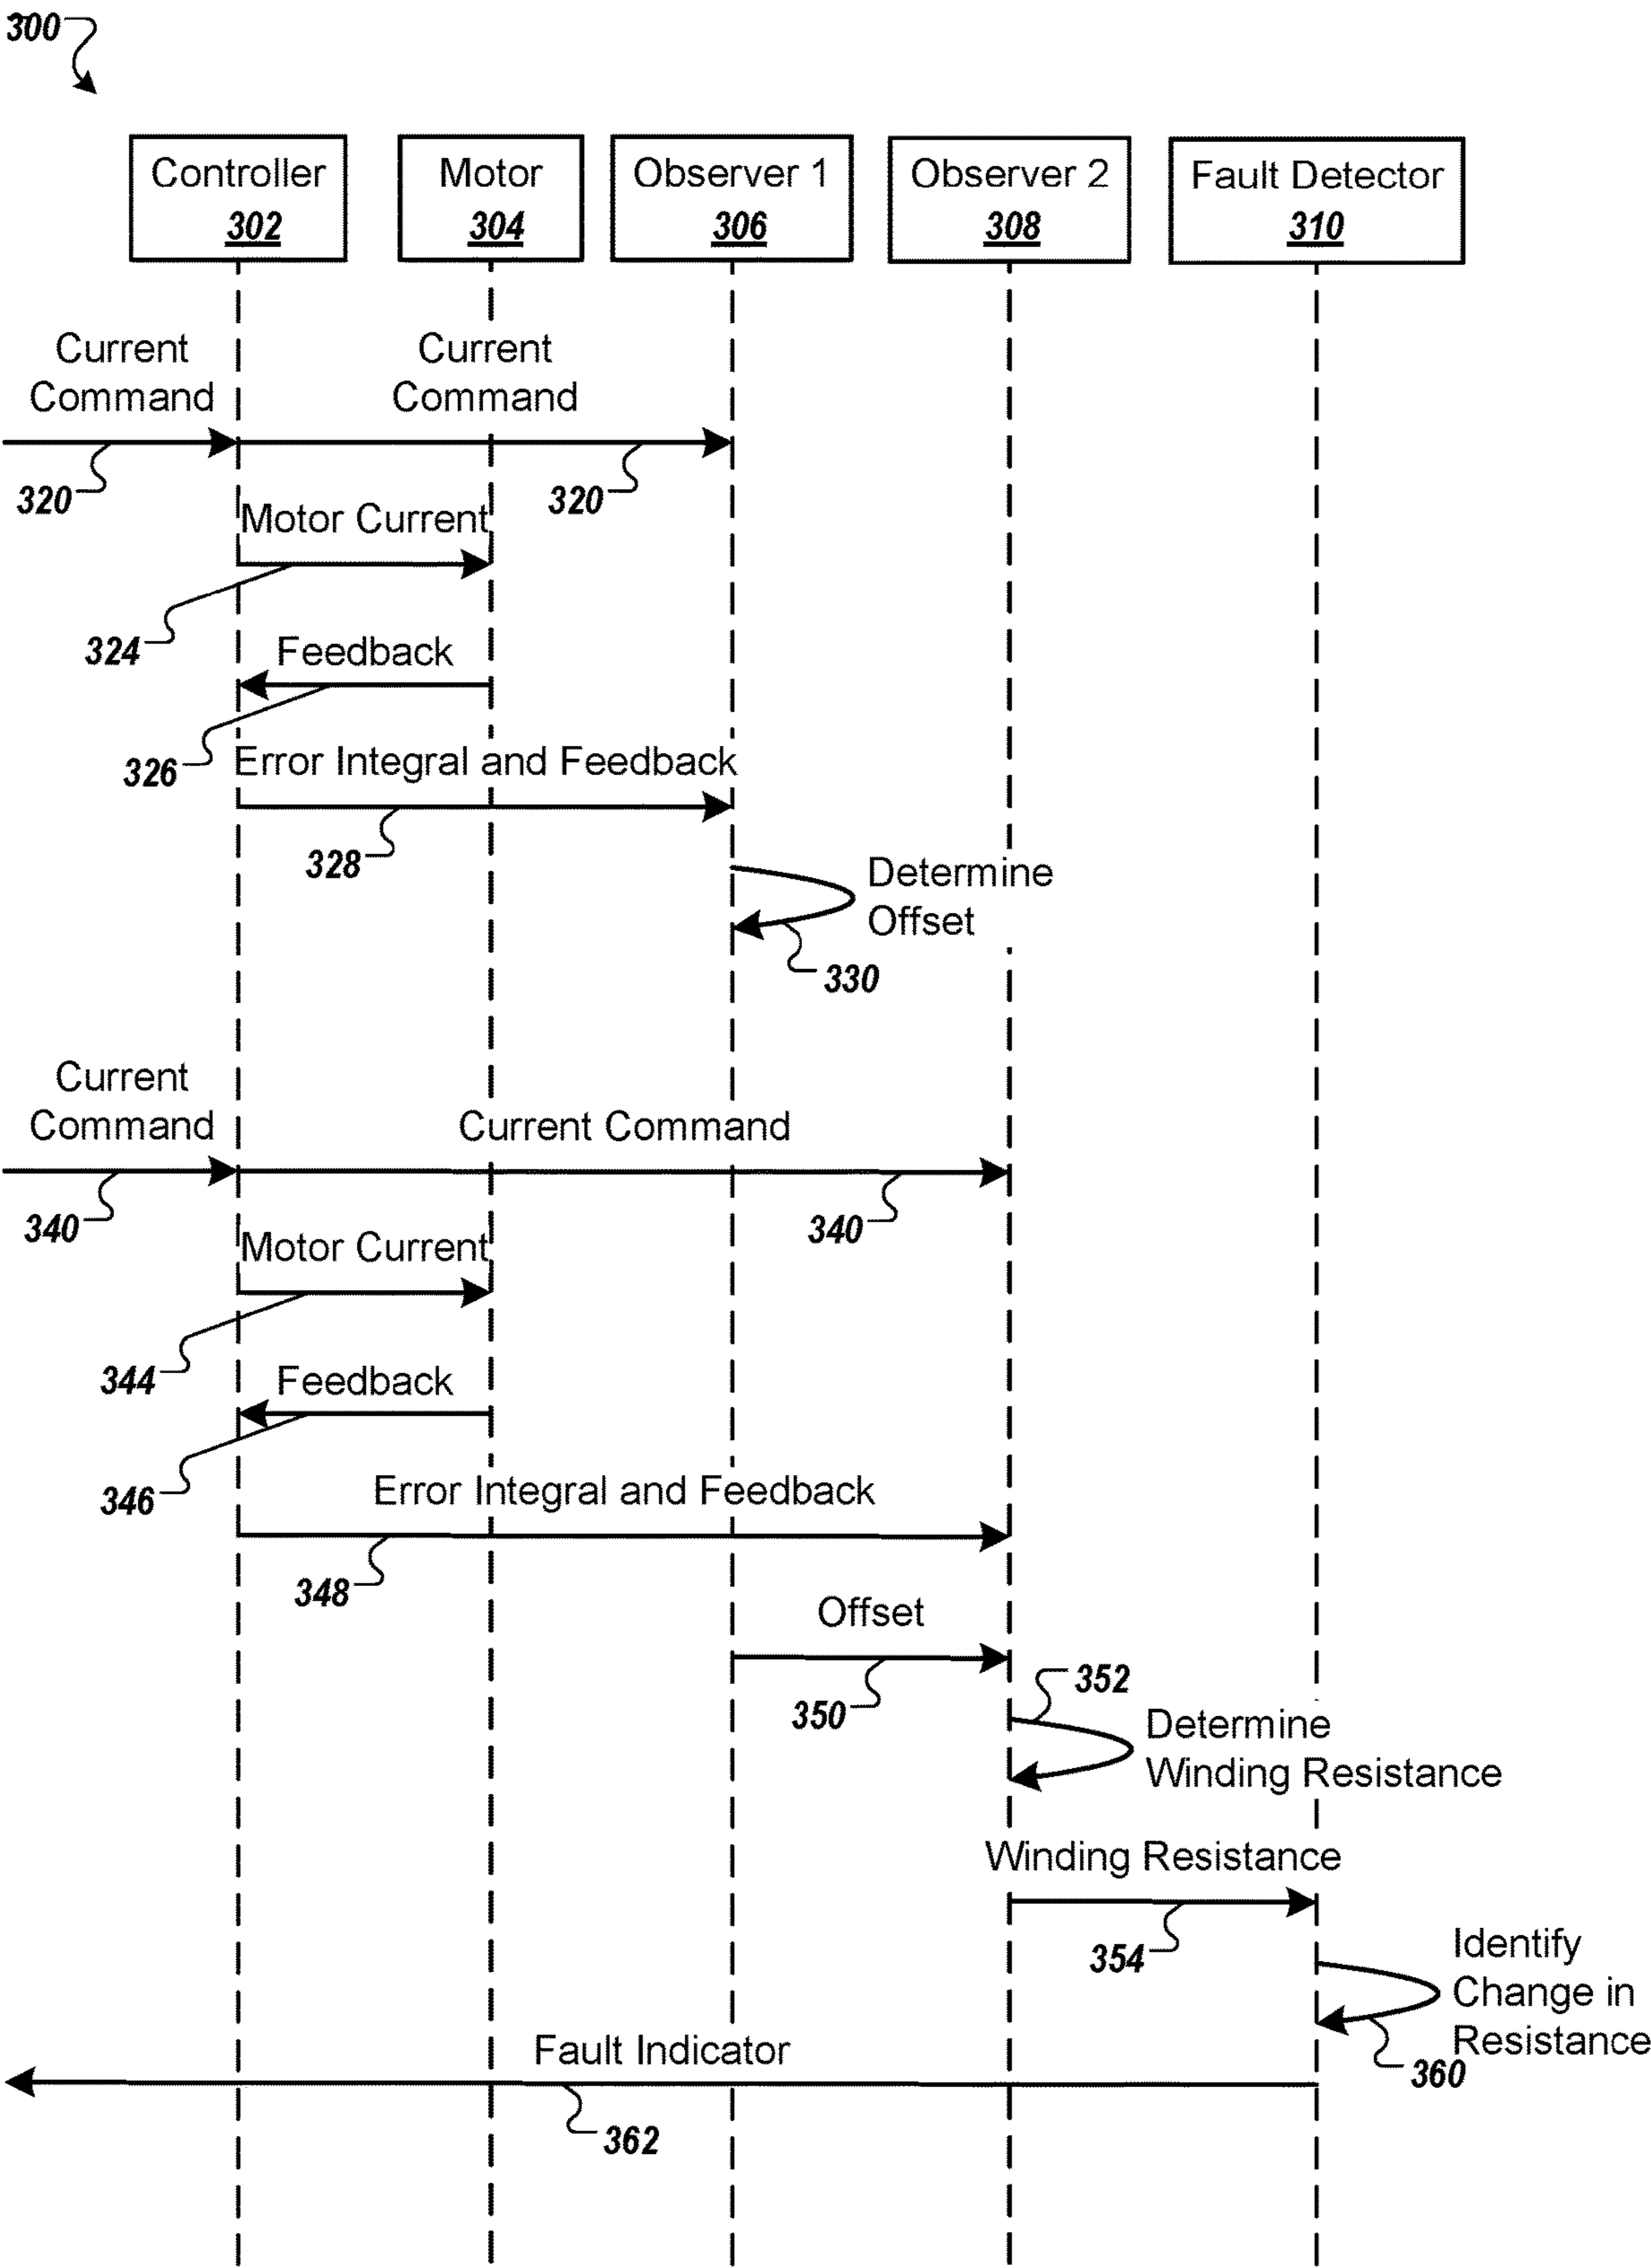 300
Controller
302
Motor
304
Observer 1
306
Observer 2
308
Fault Detector
310
Current
Command
Current
Command
320
320
Motor Current
324
Feedback
326
Error Integral and Feedback
328
Determine
Offset
330
Current
Command
Current Command
340
340
Motor Current
344
Feedback
346
Error Integral and Feedback
348
Offset
350
352
Determine
Winding Resistance
Winding Resistance
354
Identify
Change in
Resistance
360
Fault Indicator
362